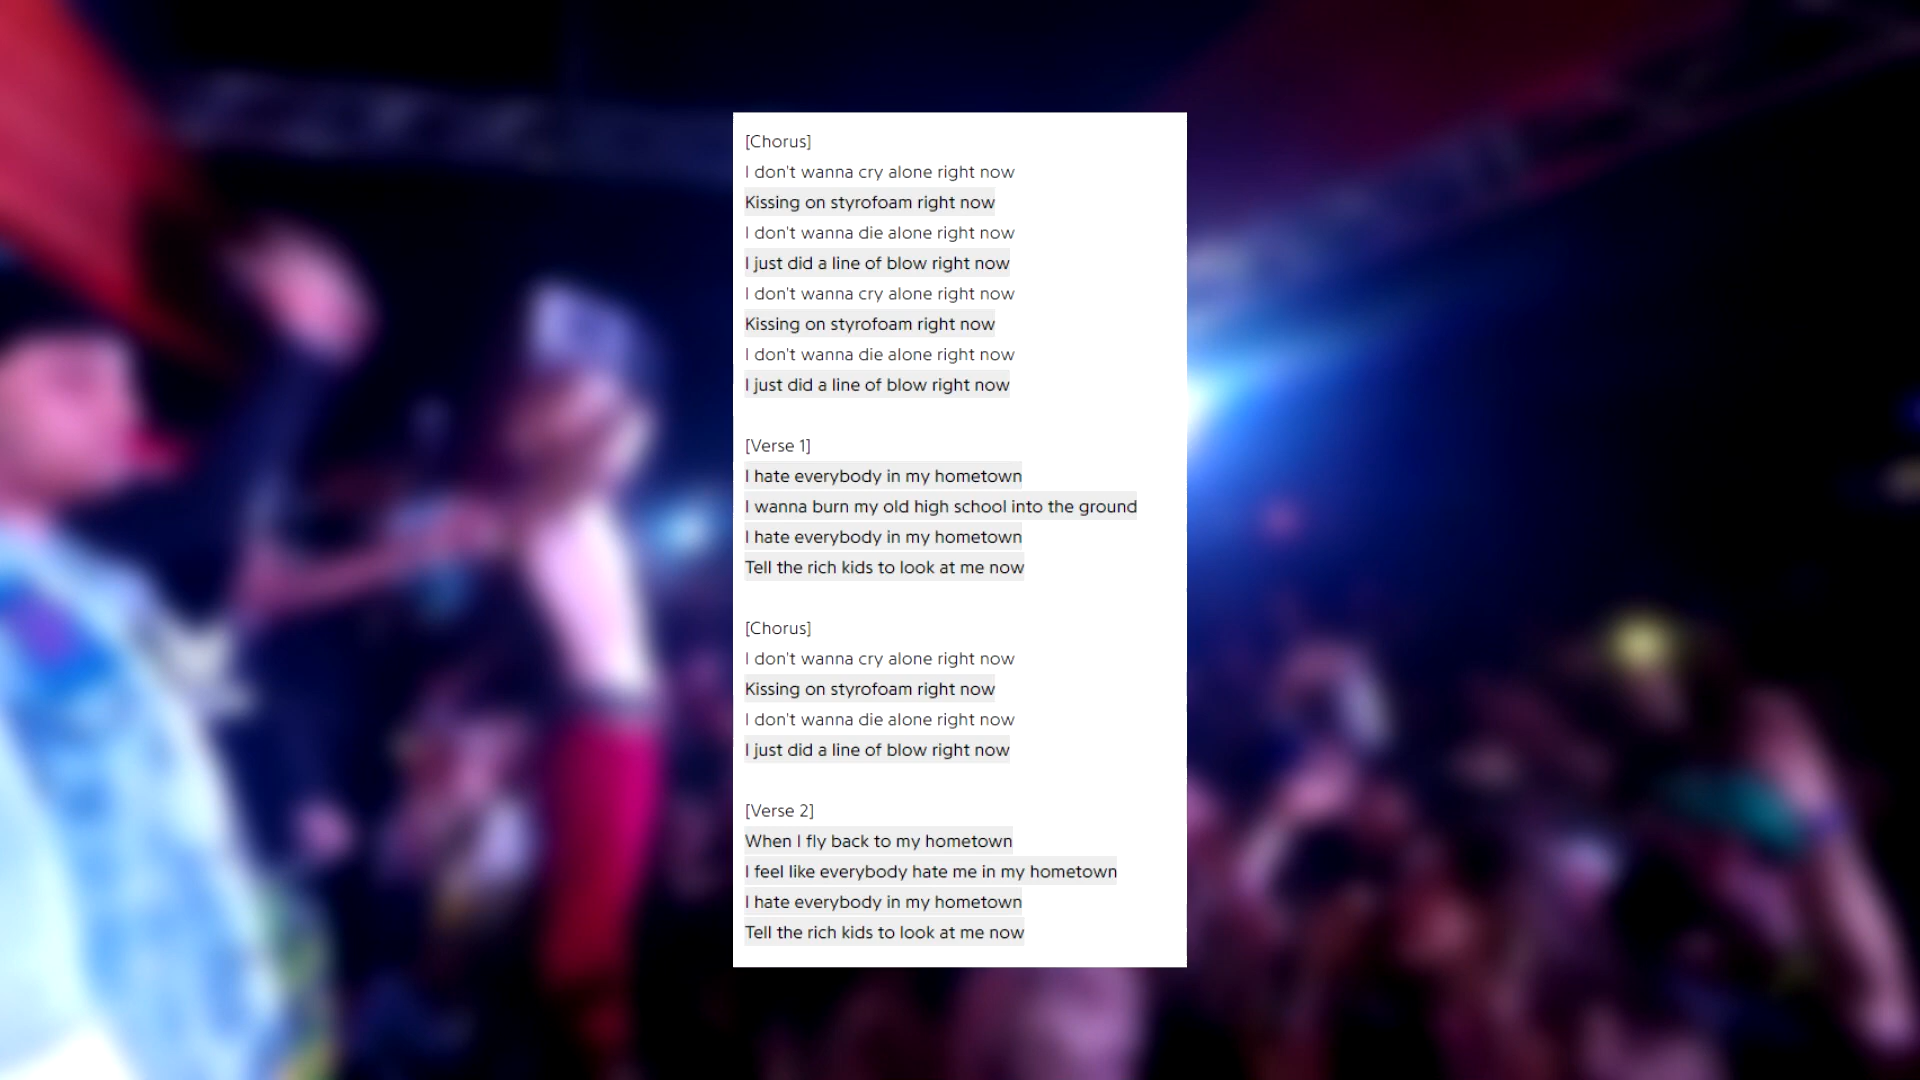 [Chorus]
I don't wanna cry alone right now
Kissing on styrofoam right now
I don't wanna die alone right now
I just did a line of blow right now
I don't wanna cry alone right now
Kissing on styrofoam right now
I don't wanna die alone right now
I just did a line of blow right now
[Verse 1]
I hate everybody in my hometown
I wanna burn my old high school into the ground
I hate everybody in my hometown
Tell the rich kids to look at me now
[Chorus]
I don't wanna cry alone right now
Kissing on styrofoam right now
I don't wanna die alone right now
I just did a line of blow right now
[Verse 2]
When I fly back to my hometown
I feel like everybody hate me in my hometown
I hate everybody in my hometown
Tell the rich kids to look at me now